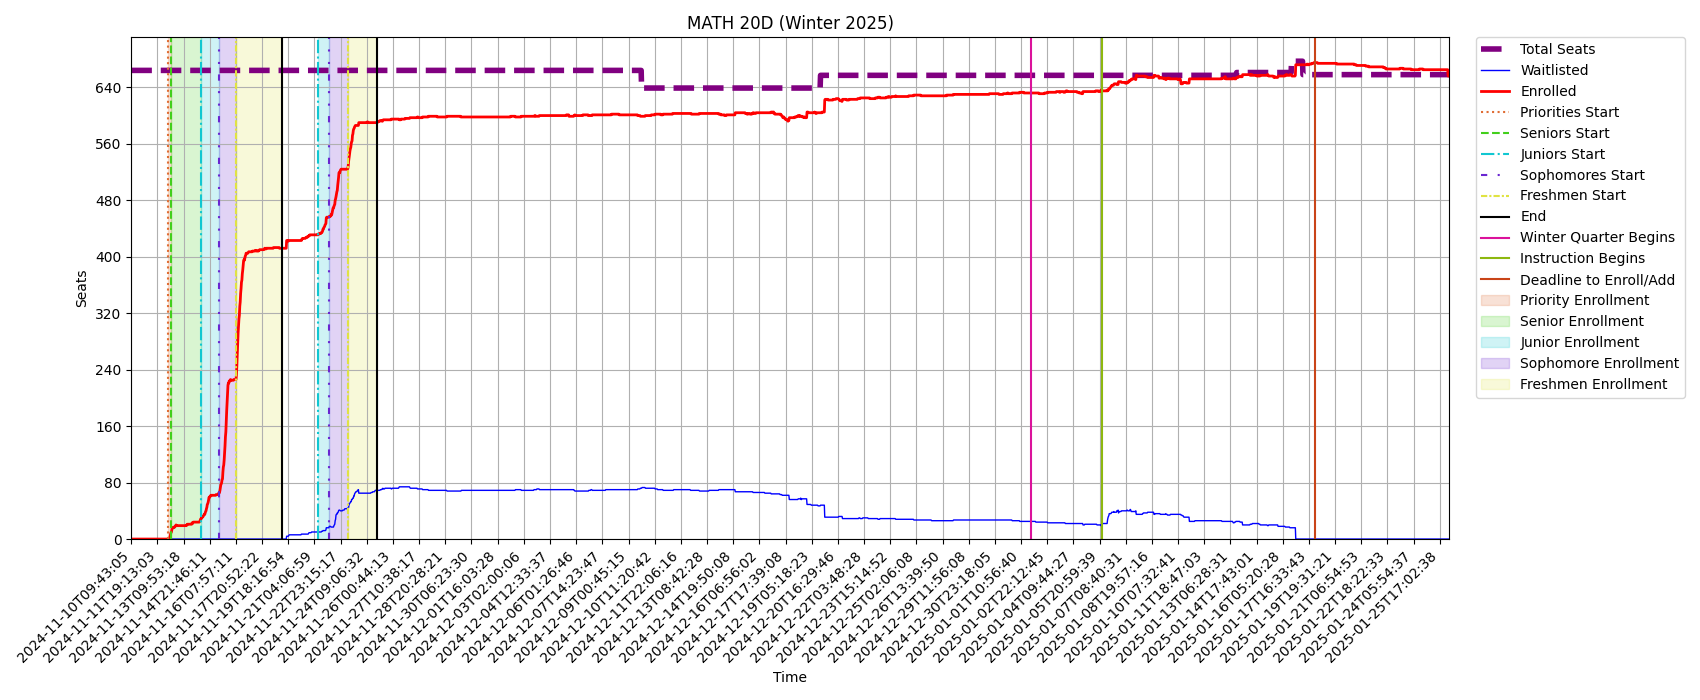 MATH 20D (Winter 2025)
Seats
640
560
480
400
320
240
160
80
0
2024-11-10T09:43:05
2024-11-11T19:13:03
2024-11-13T09:53:18
2024-11-14T21:46:11
2024-11-16T07:57:11
2024-11-17T20:52:22
2024-11-19T18:16:54
2024-11-21T04:06:59
2024-11-22T23:15:17
2024-11-24T09:06:32
2024-11-26T00:44:13
2024-11-27T10:38:17
2024-11-28T20:28:21
2024-11-30T06:23:30
2024-12-01T16:03:28
2024-12-03T02:00:06
2024-12-04T12:33:37
2024-12-06T01:26:46
2024-12-07T14:23:47
2024-12-09T00:45:15
2024-12-10T11:20:42
2024-12-11T22:06:16
2024-12-13T08:42:28
2024-12-14T19:50:08
2024-12-16T06:56:02
2024-12-17T17:39:08
2024-12-19T05:18:23
2024-12-20T16:29:46
2024-12-22T03:48:28
2024-12-23T15:14:52
2024-12-25T02:06:08
2024-12-26T13:39:50
2024-12-29T11:56:08
2024-12-30T23:18:05
2025-01-01T10:56:40
2025-01-02T22:12:45
2025-01-04T09:44:27
2025-01-05T20:59:39
2025-01-07T08:40:31
2025-01-08T19:57:16
2025-01-10T07:32:41
2025-01-11T18:47:03
2025-01-13T06:28:31
2025-01-14T17:43:01
2025-01-16T05:20:28
2025-01-17T16:33:43
2025-01-19T19:31:21
2025-01-21T06:54:53
2025-01-22T18:22:33
2025-01-24T05:54:37
2025-01-25T17:02:38
Time
Total Seats
Waitlisted
Enrolled
Priorities Start
Seniors Start
Juniors Start
Sophomores Start
Freshmen Start
End
Winter Quarter Begins
Instruction Begins
Deadline to Enroll/Add
Priority Enrollment
Senior Enrollment
Junior Enrollment
Sophomore Enrollment
Freshmen Enrollment